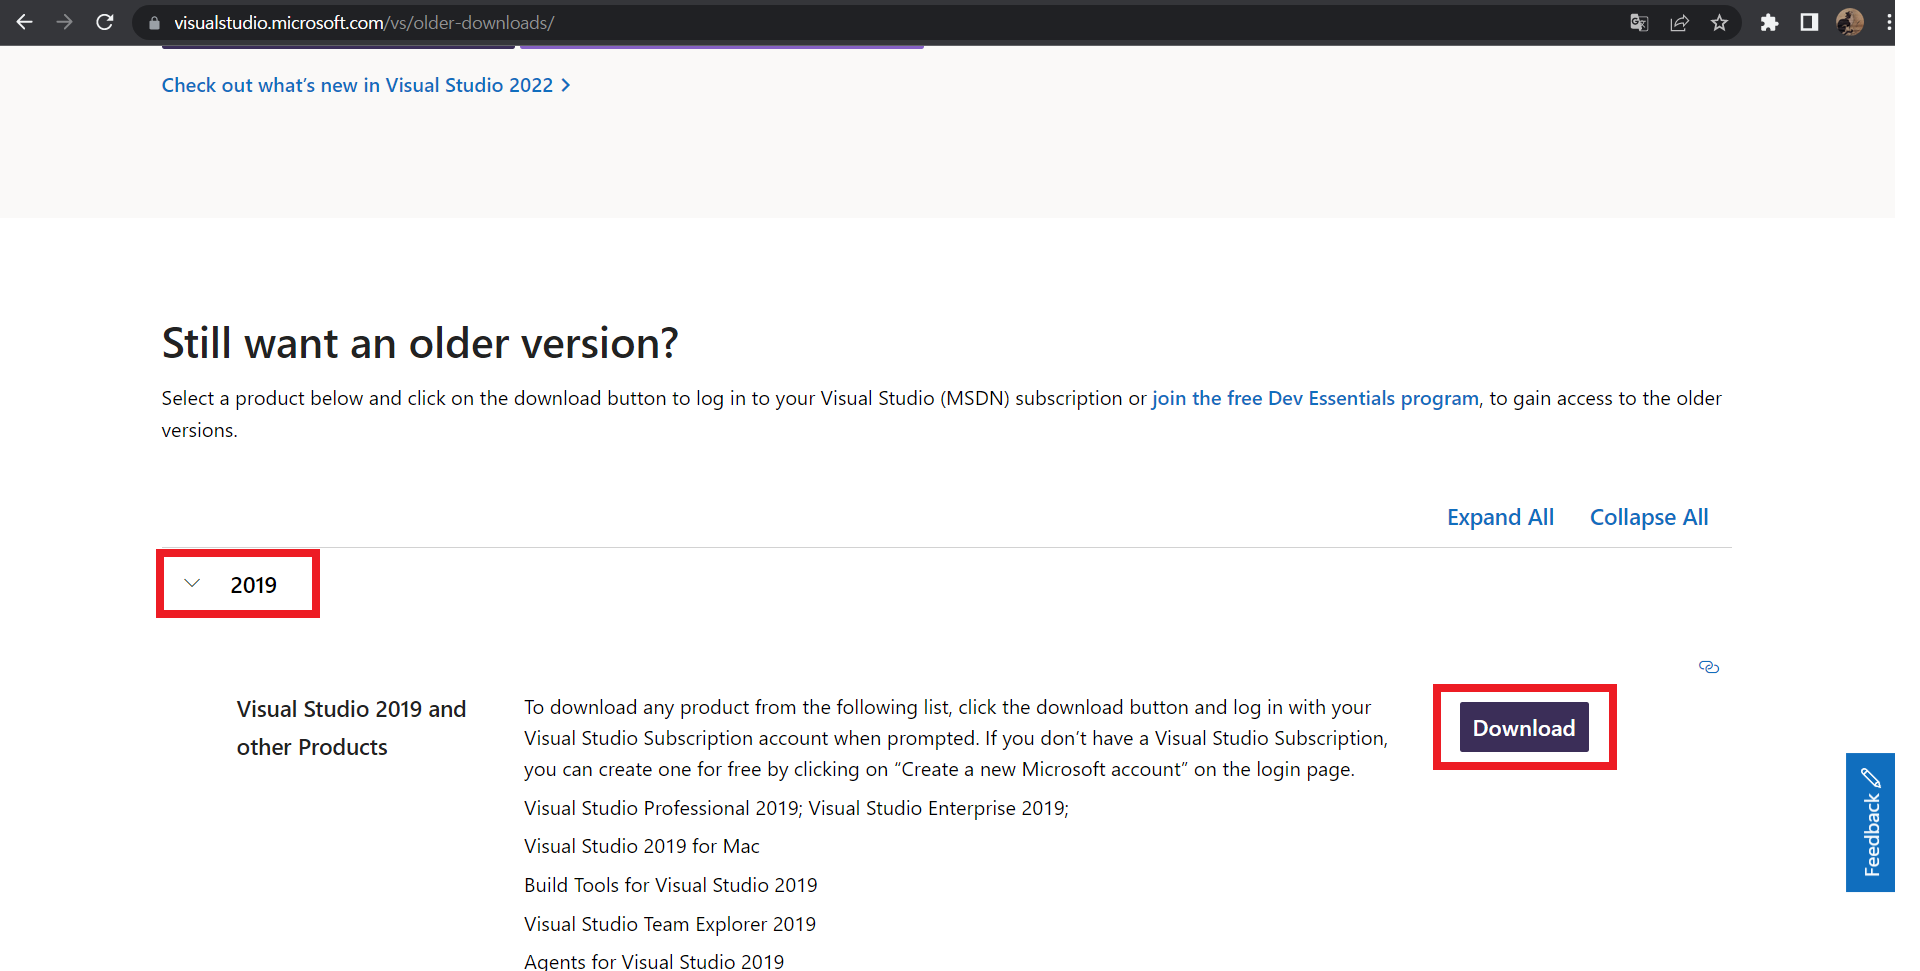 visualstudio.microsoft.com/vs/older-downloads/
Check out what’s new in Visual Studio 2022
Still want an older version?
Select a product below and click on the download button to log in to your Visual Studio (MSDN) subscription or join the free Dev Essentials program, to gain access to the older
versions.
Expand All Collapse All
2019
Visual Studio 2019 and
other Products
To download any product from the following list, click the download button and log in with your
Visual Studio Subscription account when prompted. If you don’t have a Visual Studio Subscription,
you can create one for free by clicking on “Create a new Microsoft account” on the login page.
Visual Studio Professional 2019; Visual Studio Enterprise 2019;
Visual Studio 2019 for Mac
Build Tools for Visual Studio 2019
Visual Studio Team Explorer 2019
Agents for Visual Studio 2019
Download
Feedback